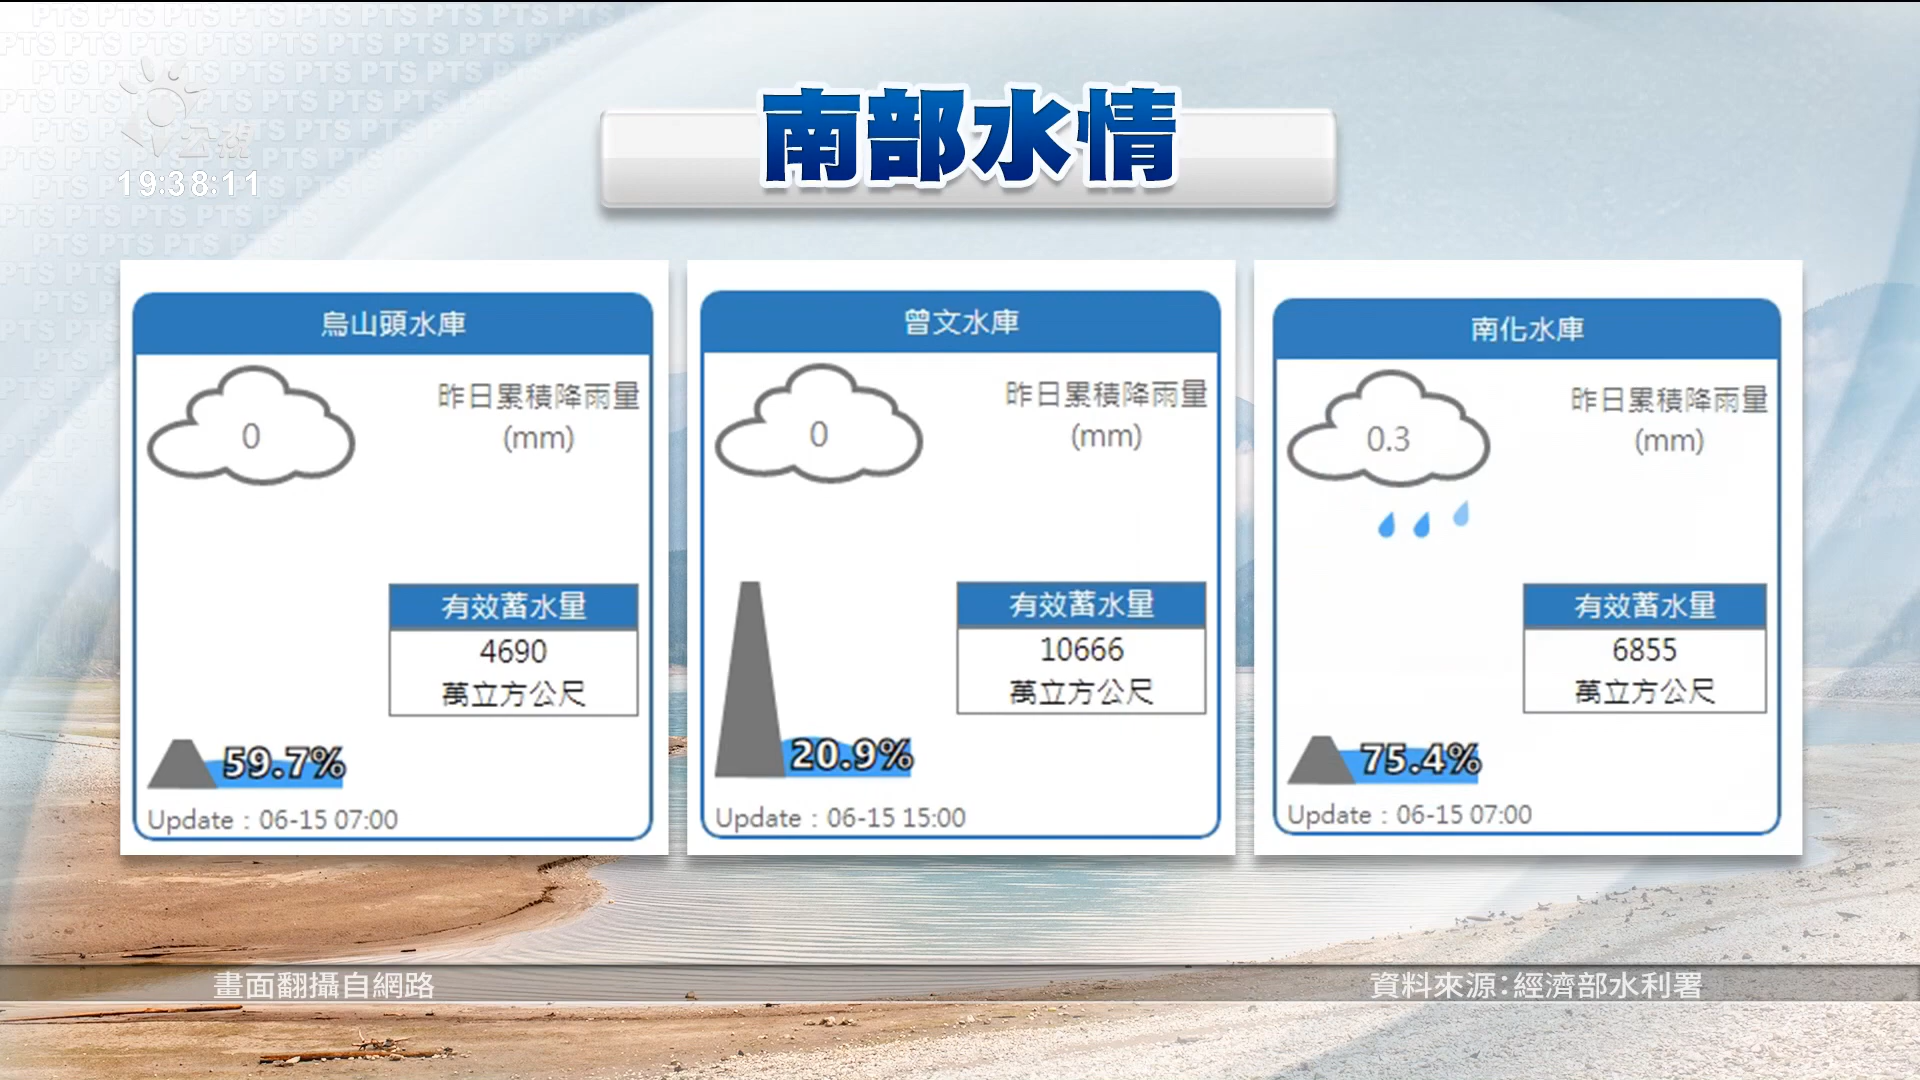 公視
19:38:11
南部水情
烏山頭水庫
0
昨日累積降雨量
(mm)
有效蓄水量
4690
萬立方公尺
59.7%
Update：06-15 07:00
曾文水庫
0
昨日累積降雨量
(mm)
有效蓄水量
10666
萬立方公尺
20.9%
Update：06-15 15:00
南化水庫
0.3
昨日累積降雨量
(mm)
有效蓄水量
6855
萬立方公尺
75.4%
Update：06-15 07:00
畫面翻攝自網路
資料來源:經濟部水利署